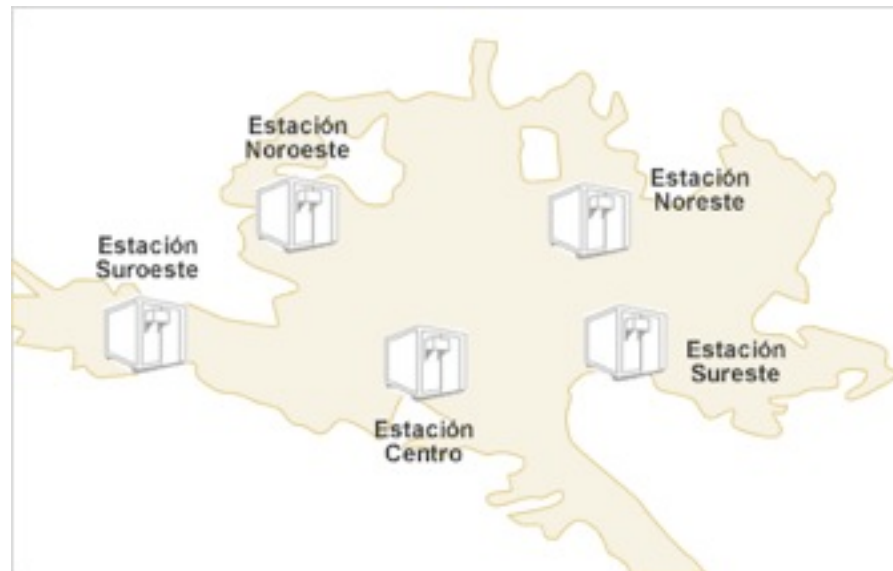 Estación
Noroeste
Estación
Noreste
Estación
Suroeste
Estación
Sureste
Estación
Centro